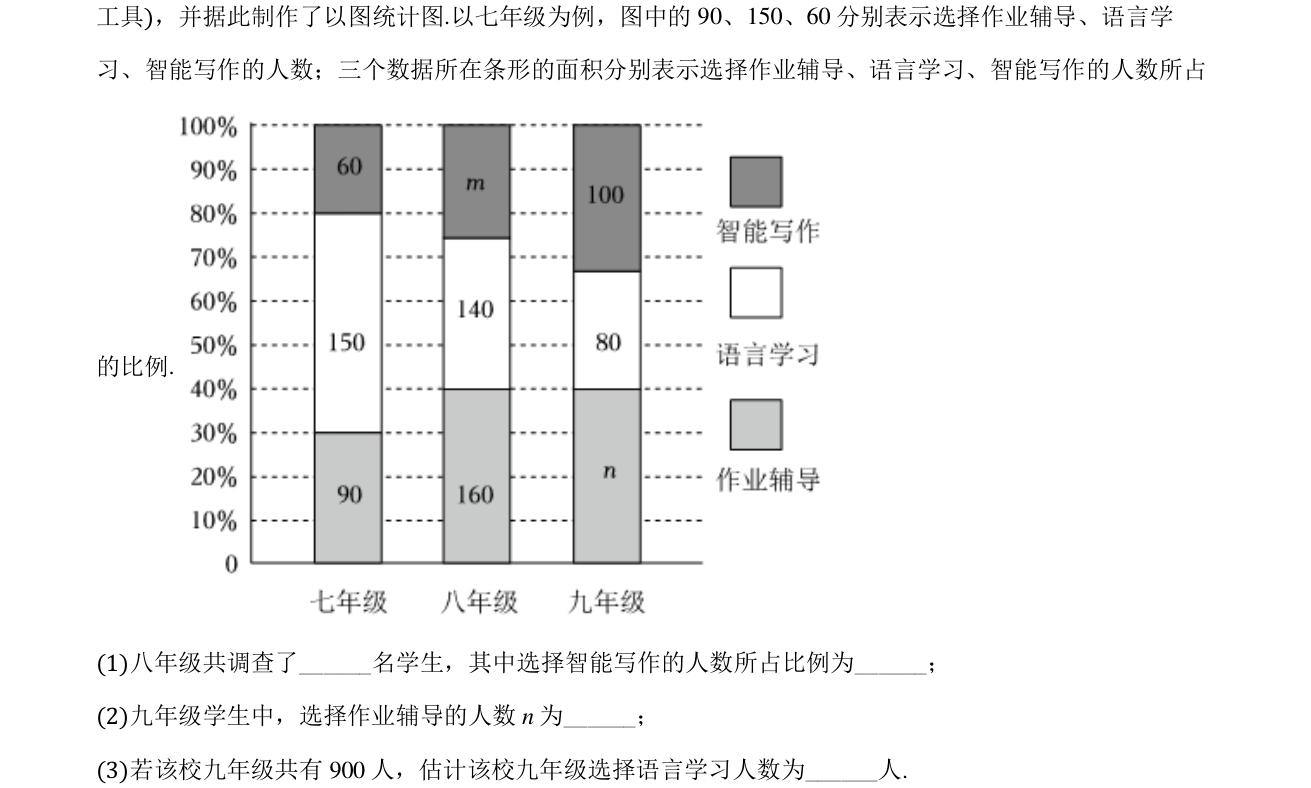 工具)，并据此制作了以图统计图.以七年级为例，图中的 90、150、60 分别表示选择作业辅导、语言学
习、智能写作的人数；三个数据所在条形的面积分别表示选择作业辅导、语言学习、智能写作的人数所占
的比例.
100%
90%
80%
70%
60%
50%
40%
30%
20%
10%
0
60
150
90
m
140
160
100
80
n
七年级 八年级 九年级
智能写作
语言学习
作业辅导
(1)八年级共调查了______名学生，其中选择智能写作的人数所占比例为______；
(2)九年级学生中，选择作业辅导的人数 n 为______；
(3)若该校九年级共有 900 人，估计该校九年级选择语言学习人数为______人.